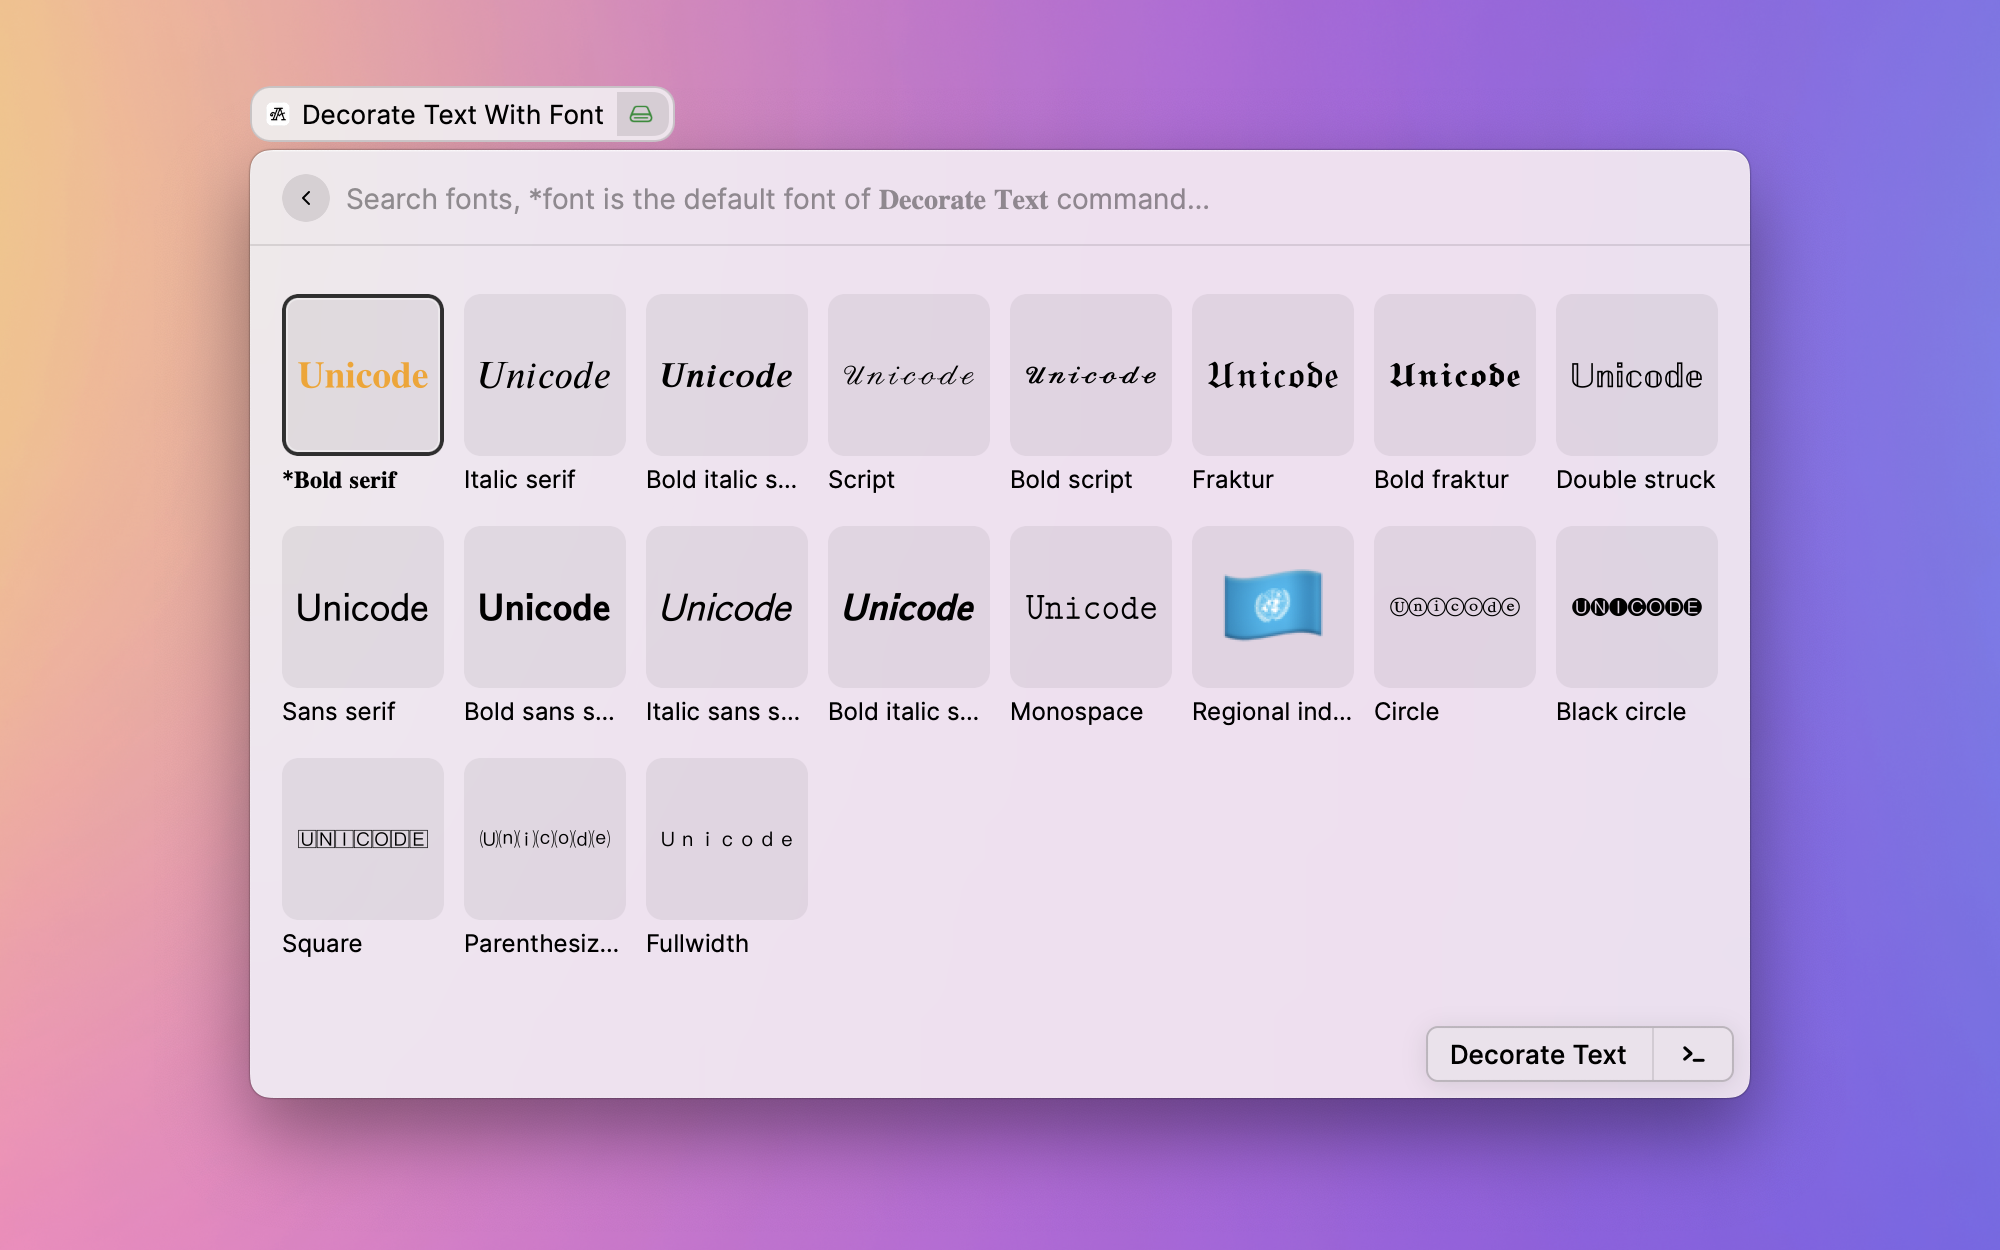 Decorate Text With Font
Search fonts, *font is the default font of 𝐃𝐞𝐜𝐨𝐫𝐚𝐭𝐞 𝐓𝐞𝐱𝐭 command...
𝐔𝐧𝐢𝐜𝐨𝐝𝐞 𝑈𝑛𝑖𝑐𝑜𝑑𝑒 𝑼𝒏𝒊𝒄𝒐𝒅𝒆 𝒰𝓃𝒾𝒸ℴ𝒹ℯ 𝓤𝓷𝓲𝓬𝓸𝓭𝓮 𝔘𝔫𝔦𝔠𝔬𝔡𝔢 𝖀𝖓𝖎𝖈𝖔𝖉𝖊 𝕌𝕟𝕚𝕔𝕠𝕕𝕖
*𝐁𝐨𝐥𝐝 𝐬𝐞𝐫𝐢𝐟 Italic serif Bold italic s... Script Bold script Fraktur Bold fraktur Double struck
𝖴𝗇𝗂𝖼𝗈𝖽𝖾 𝗨𝗻𝗶𝗰𝗼𝗱𝗲 𝘜𝘯𝘪𝘤𝘰𝘥𝘦 𝙐𝙣𝙞𝙘𝙤𝙙𝙚 𝚄𝚗𝚒𝚌𝚘𝚍𝚎 Ⓤⓝⓘⓒⓞⓓⓔ 🅤🅝🅘🅒🅞🅓🅔
Sans serif Bold sans s... Italic sans s... Bold italic s... Monospace Regional ind... Circle Black circle
🅄🄽🄸🄲🄾🄳🄴 🄤⒩⒤⒞⒪⒟⒠ Ｕｎｉｃｏｄｅ
Square Parenthesiz... Fullwidth
Decorate Text